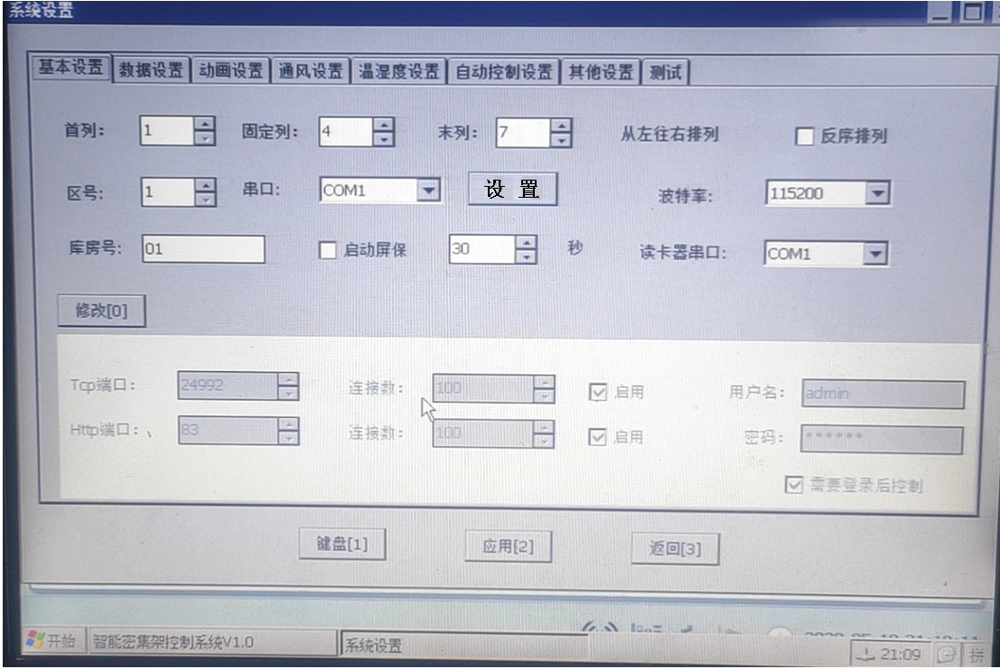 系统设置
基本设置 数据设置 动画设置 通风设置 温湿度设置 自动控制设置 其他设置 测试
首列: 1 固定列: 4 末列: 7 从左往右排列 反序排列
区号: 1 串口: COM1 设 置 波特率: 115200
库房号: 01 启动屏保 30 秒 读卡器串口: COM1
修改[0]
Tcp端口: 24992 连接数: 100 启用 用户名: admin
Http端口:、 83 连接数: 100 启用 密码: ******
需要登录后控制
键盘[1] 应用[2] 返回[3]
开始 智能密集架控制系统V1.0 系统设置 21:09 拼